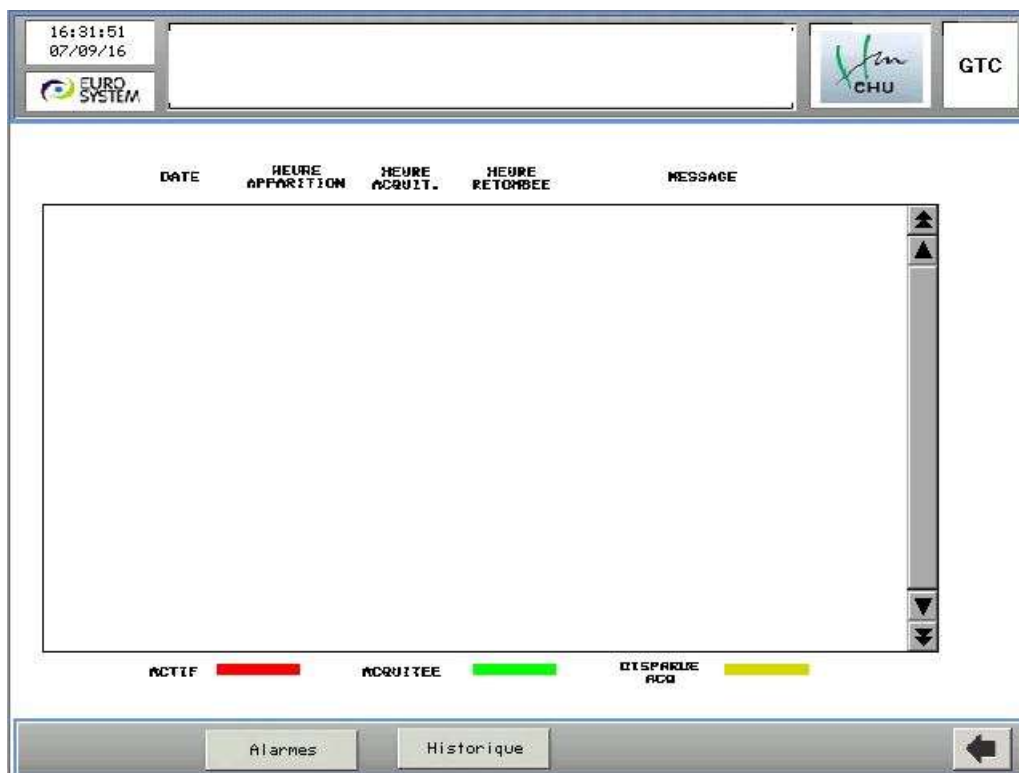 16:31:51
07/09/16
EURO
SYSTEM
CHU
GTC
DATE
HEURE
APPARITION
HEURE
ACQUIT.
HEURE
RETOMBEE
MESSAGE
ACTIF
ACQUITEE
DISPARUE
ACQ
Alarmes
Historique